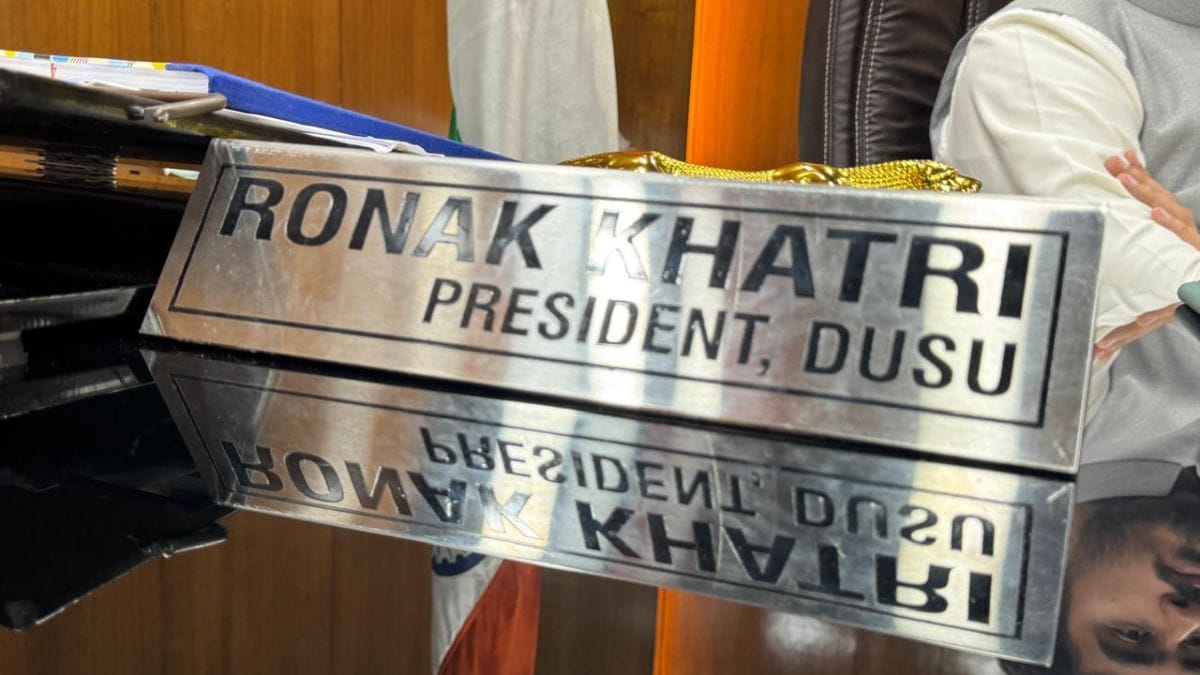 RONAK KHATRI
PRESIDENT, DUSU